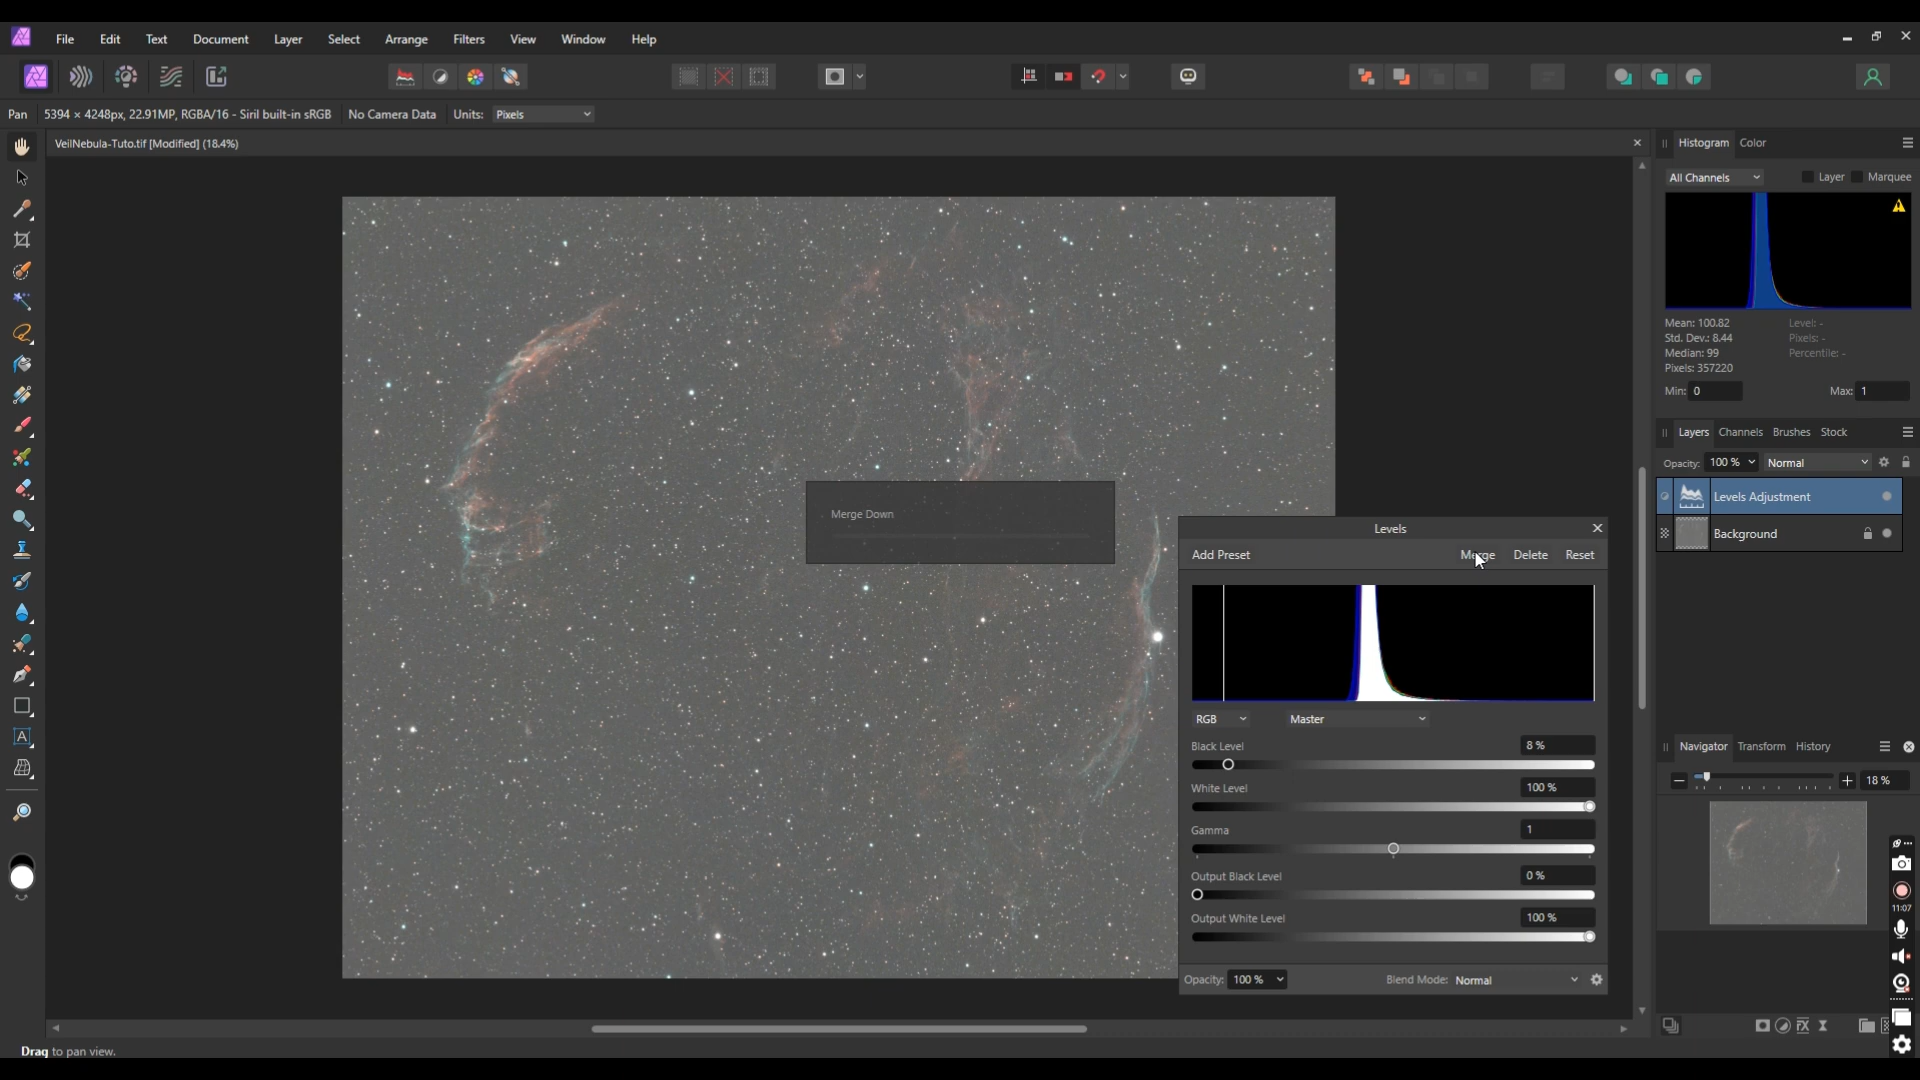 File Edit Text Document Layer Select Arrange Filters View Window Help
Pan 5394 × 4248px, 22.91MP, RGBA/16 - Siril built-in sRGB No Camera Data Units: Pixels
VeilNebula-Tuto.tif [Modified] (18.4%)
Histogram Color
All Channels Layer Marquee
Mean: 100.82 Level: -
Std. Dev.: 8.44 Pixels: -
Median: 99 Percentile: -
Pixels: 357220
Min: 0 Max: 1
Layers Channels Brushes Stock
Opacity: 100 % Normal
Levels Adjustment
Background
Merge Down
Levels
Add Preset Merge Delete Reset
RGB Master
Black Level 8 %
White Level 100 %
Gamma 1
Output Black Level 0 %
Output White Level 100 %
Opacity: 100 % Blend Mode: Normal
Navigator Transform History
18 %
11:07
Drag to pan view.